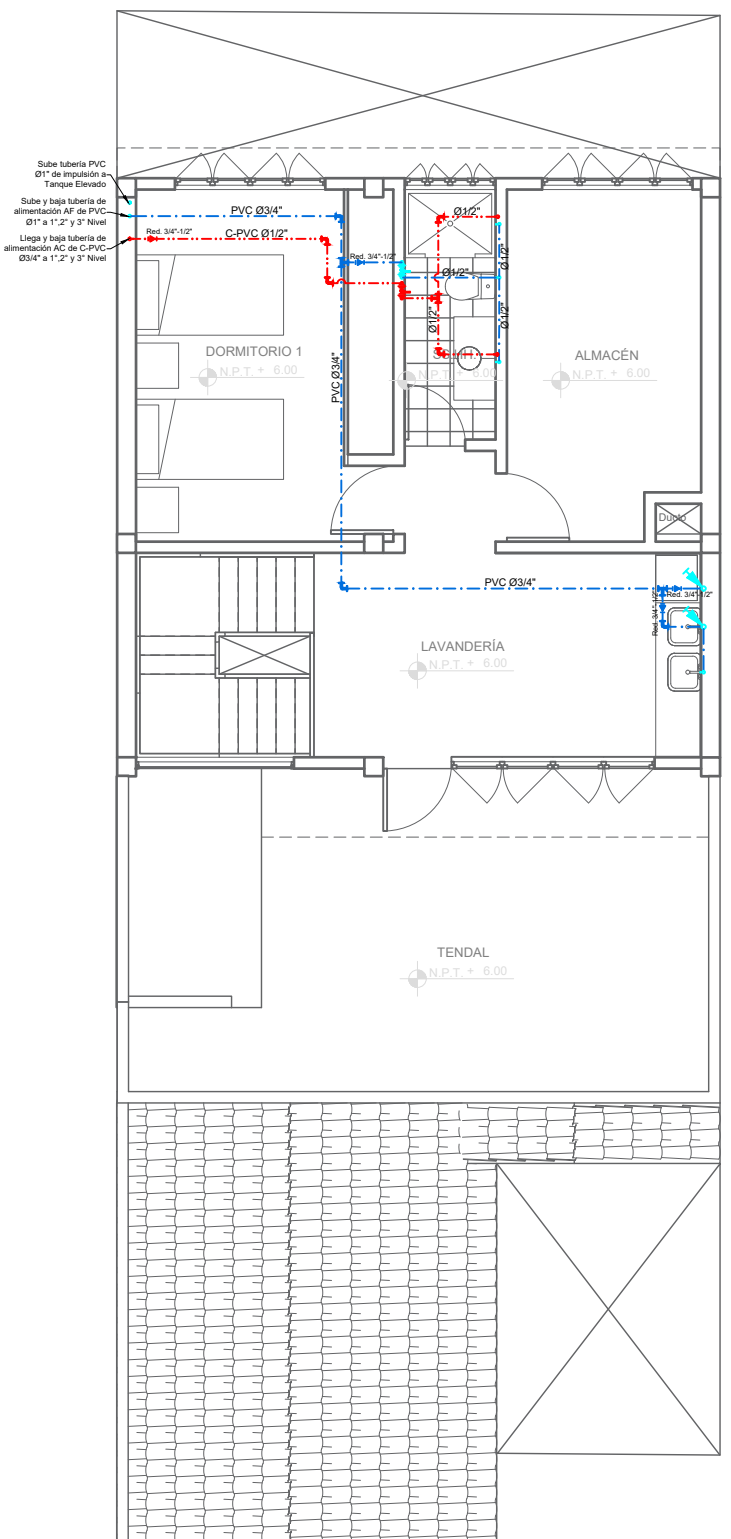 Sube tubería PVC
Ø1" de impulsión a
Tanque Elevado
Sube y baja tubería de
alimentación AF de PVC
Ø1" a 1°,2° y 3° Nivel
Llega y baja tubería de
alimentación AC de C-PVC
Ø3/4" a 1°,2° y 3° Nivel
PVC Ø3/4"
Red. 3/4"-1/2"
C-PVC Ø1/2"
Red. 3/4"-1/2"
Ø1/2"
Ø1/2"
Ø1/2"
Ø1/2"
Ø1/2"
PVC Ø3/4"
DORMITORIO 1
N.P.T. + 6.00
SS.HH.
N.P.T. + 6.00
ALMACÉN
N.P.T. + 6.00
Ducto
PVC Ø3/4"
Red. 3/4"-1/2"
Red. 3/4"-1/2"
LAVANDERÍA
N.P.T. + 6.00
TENDAL
N.P.T. + 6.00